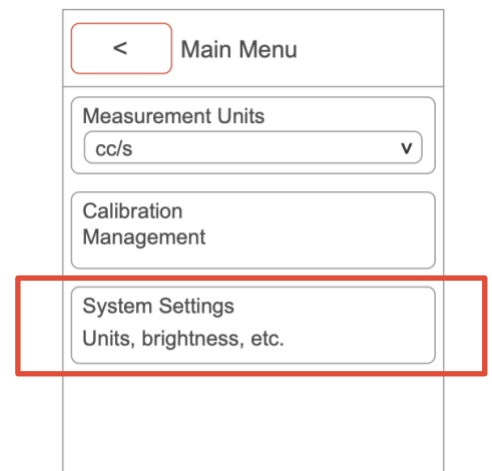 < Main Menu
Measurement Units
cc/s v
Calibration
Management
System Settings
Units, brightness, etc.